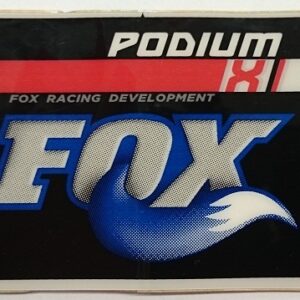 PODIUM
X
FOX RACING DEVELOPMENT
FOX